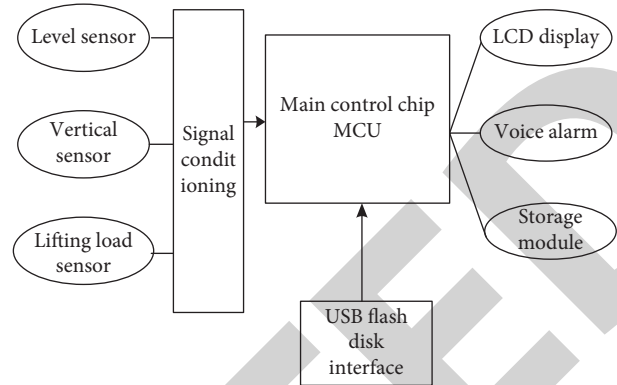 Level sensor
Vertical
sensor
Lifting load
sensor
Signal
condit
ioning
Main control chip
MCU
USB flash
disk
interface
LCD display
Voice alarm
Storage
module